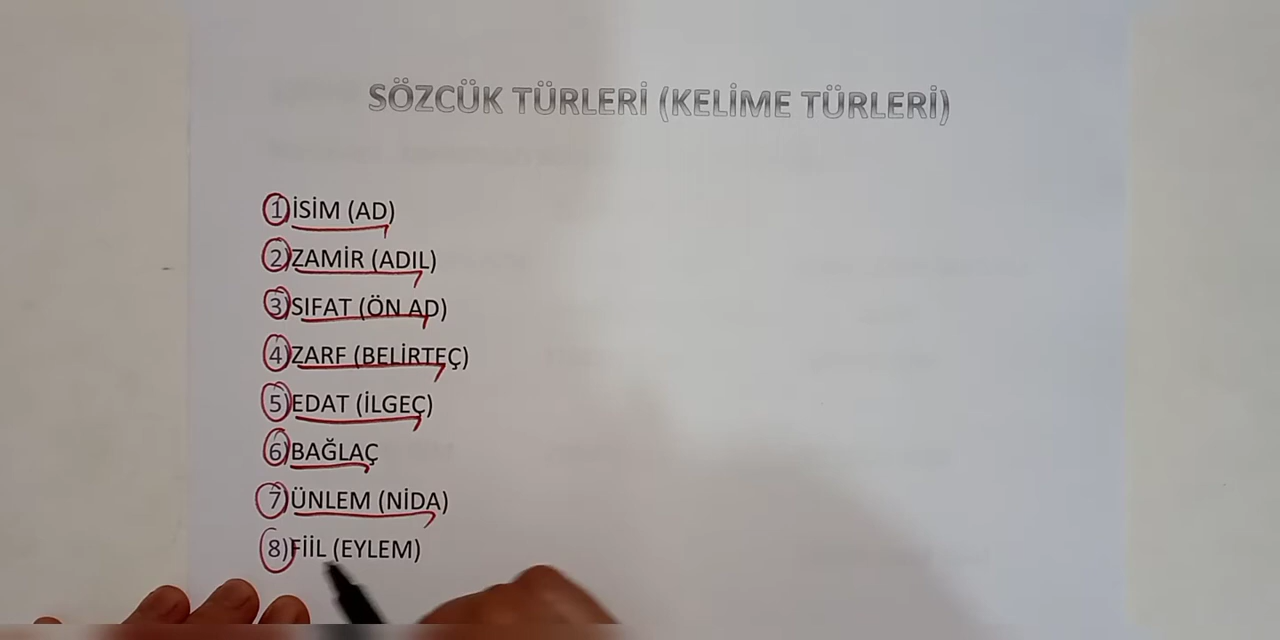 SÖZCÜK TÜRLERİ (KELİME TÜRLERİ)
1)İSİM (AD)
2)ZAMİR (ADIL)
3)SIFAT (ÖN AD)
4)ZARF (BELİRTEÇ)
5)EDAT (İLGEÇ)
6)BAĞLAÇ
7)ÜNLEM (NİDA)
8)FİİL (EYLEM)